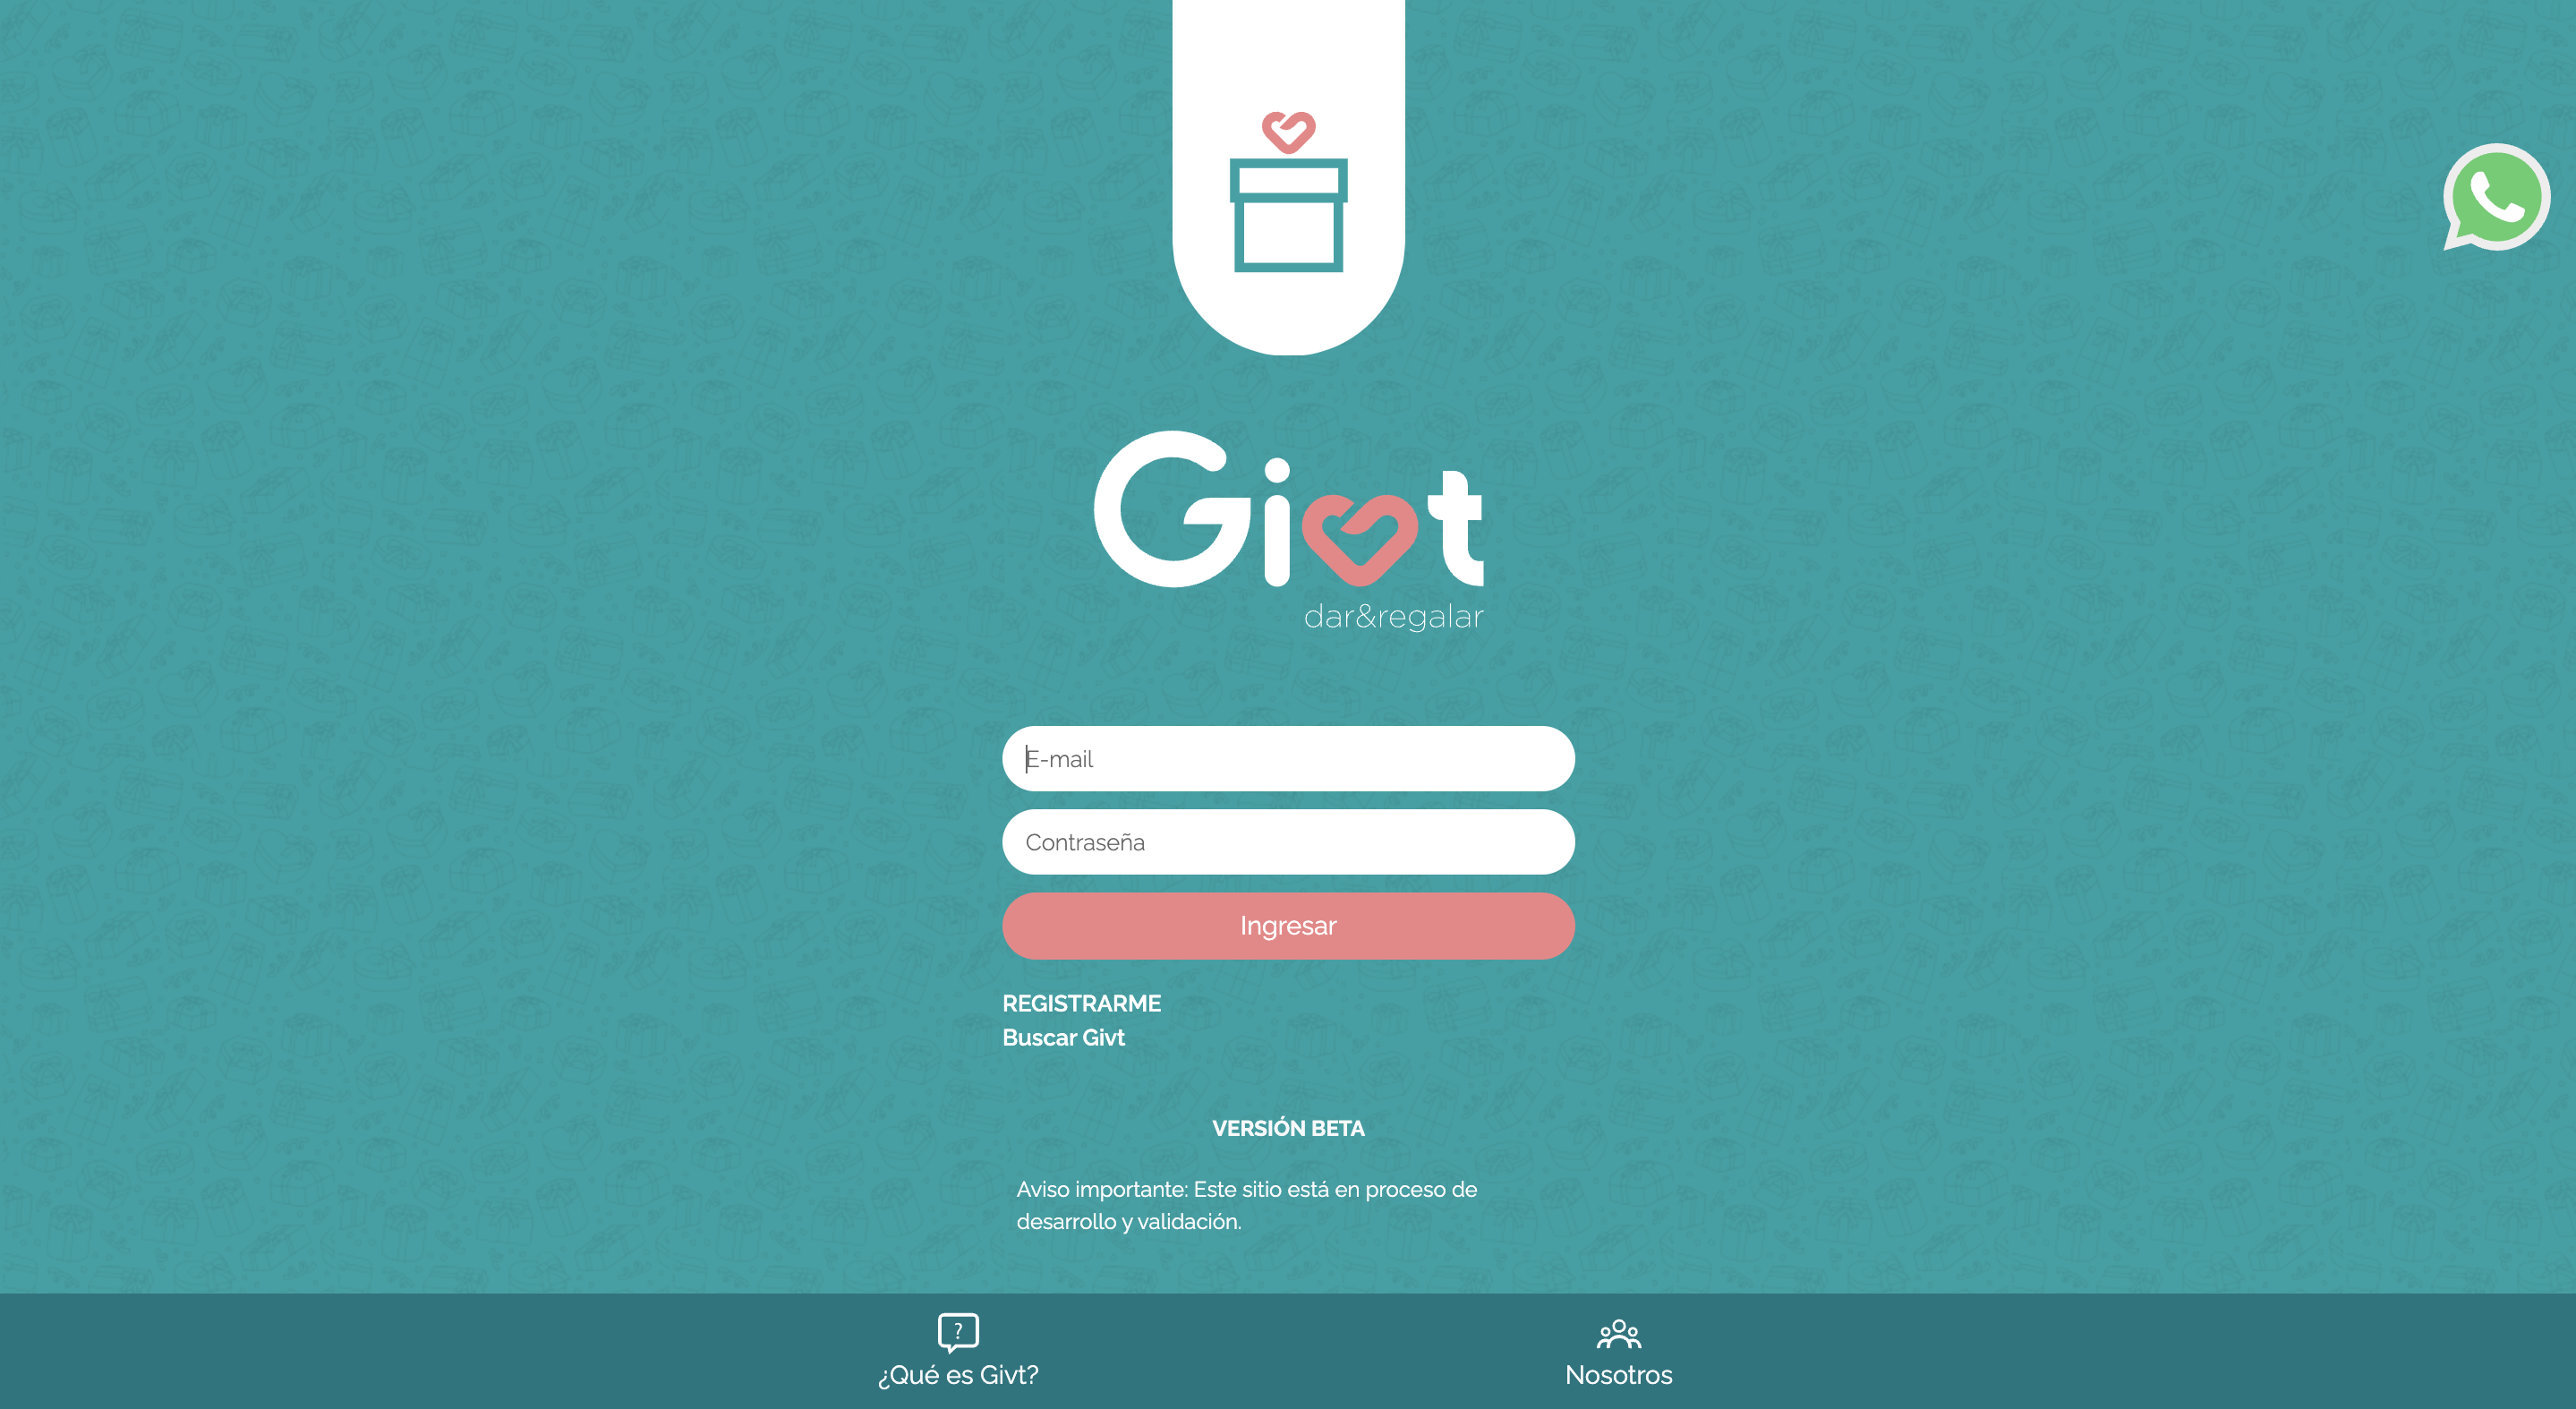 Givt
dar&regalar
E-mail
Contraseña
Ingresar
REGISTRARME
Buscar Givt
VERSIÓN BETA
Aviso importante: Este sitio está en proceso de
desarrollo y validación.
?
¿Qué es Givt?
Nosotros